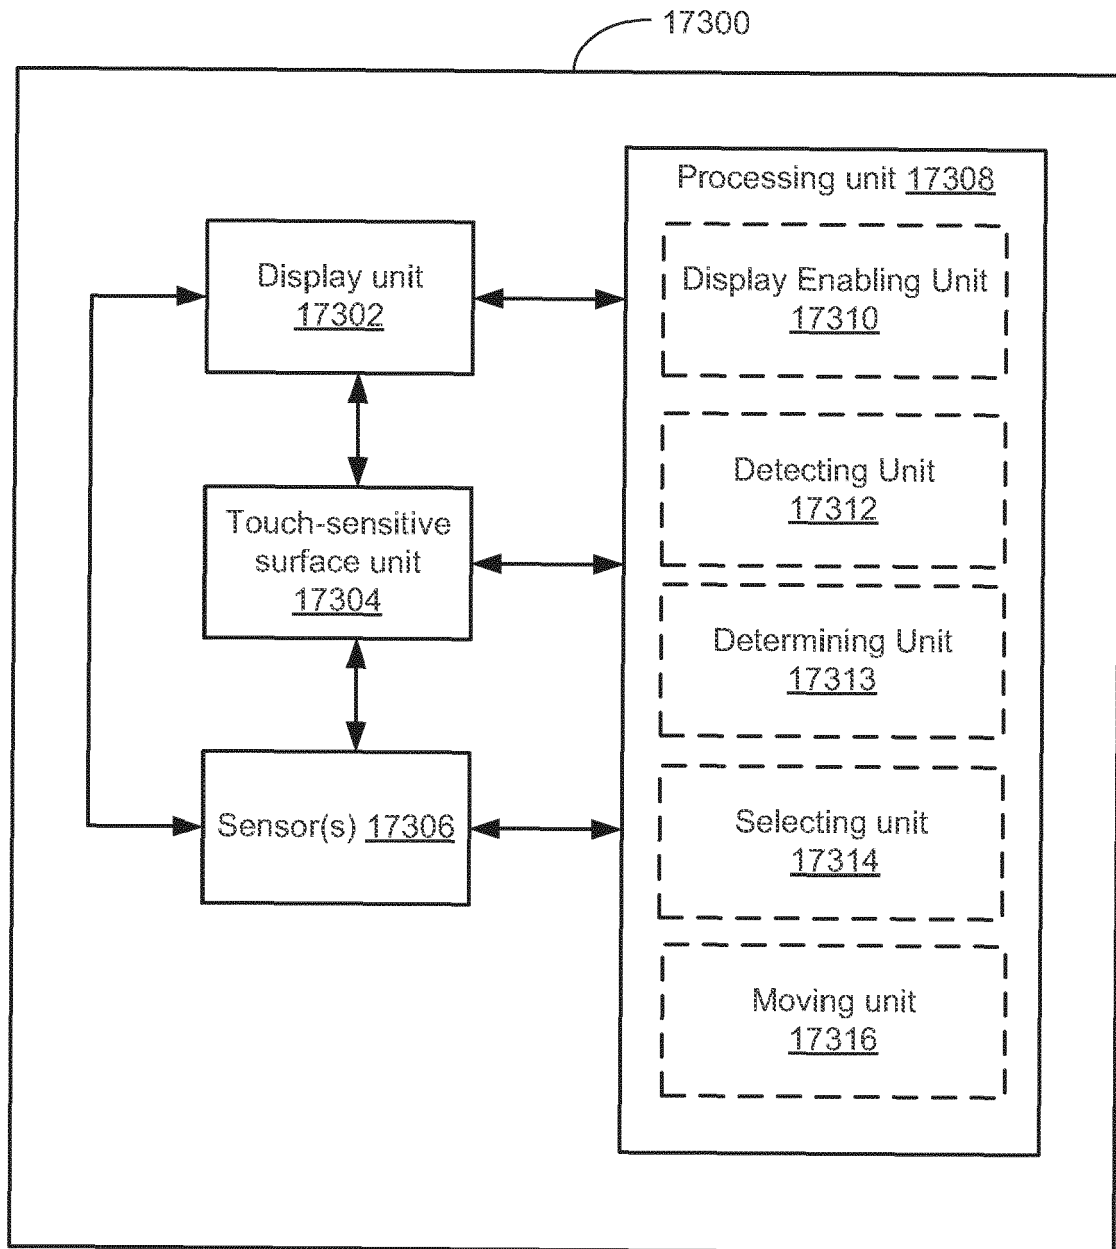 17300
Processing unit 17308
Display unit
17302
Display Enabling Unit
17310
Detecting Unit
17312
Touch-sensitive
surface unit
17304
Determining Unit
17313
Sensor(s) 17306
Selecting unit
17314
Moving unit
17316